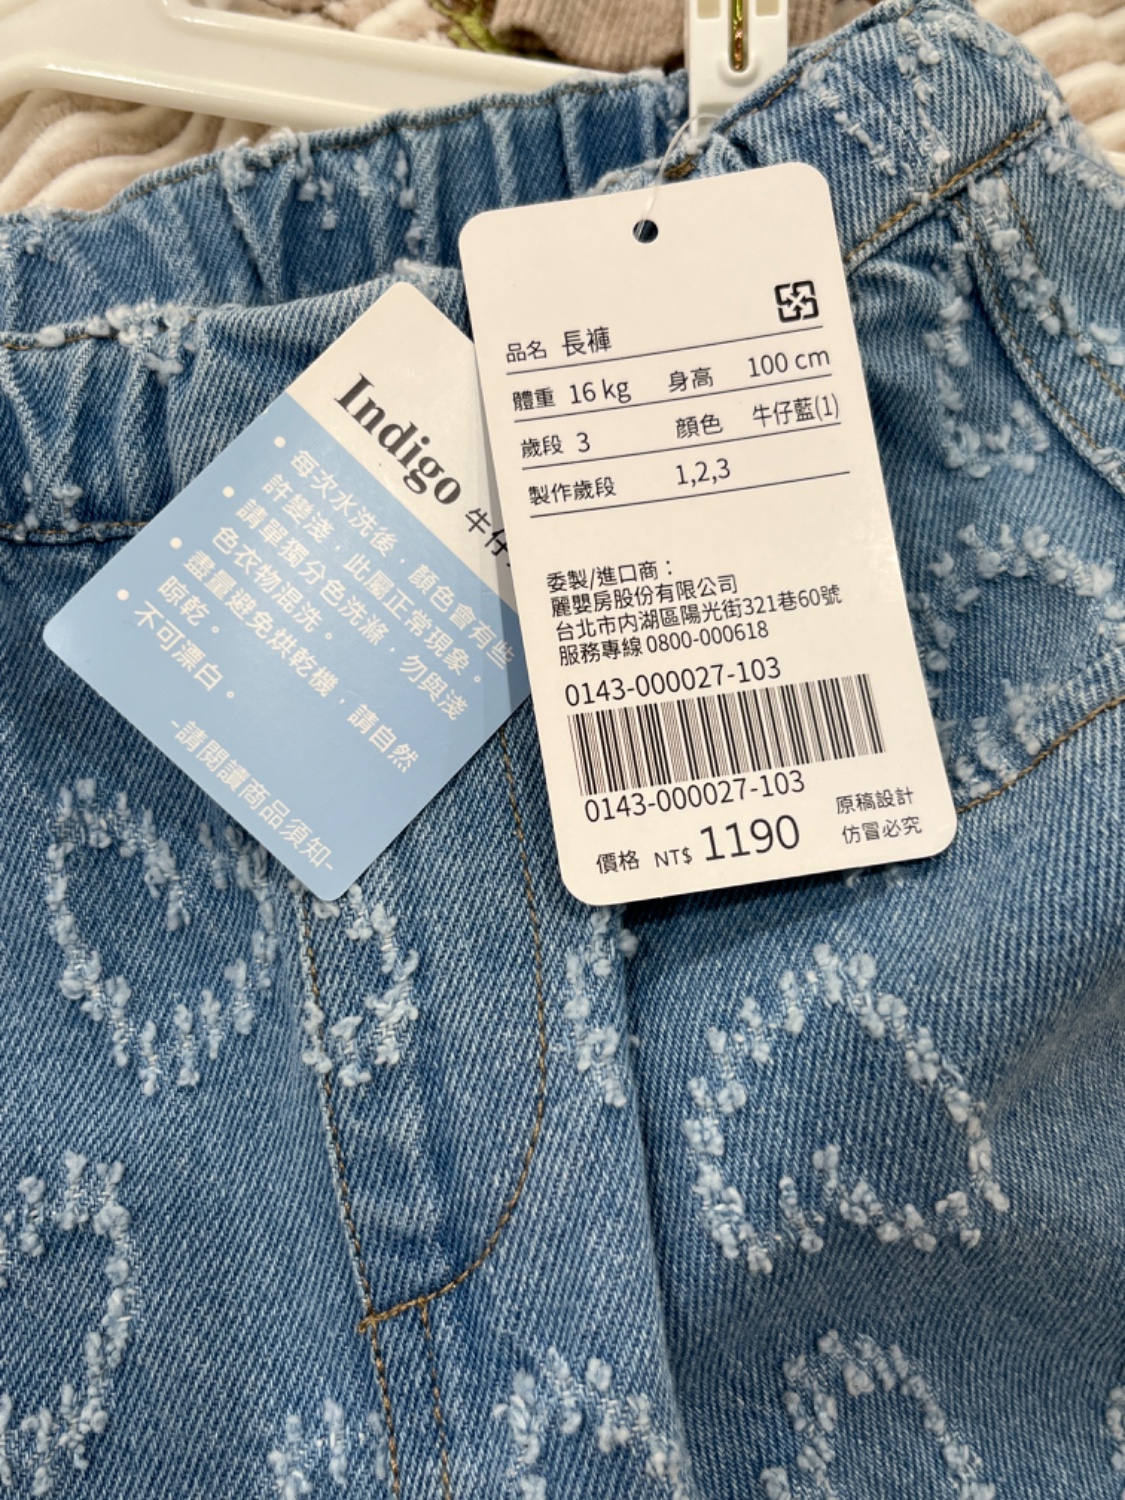 Indigo 牛仔
• 每次水洗後，顏色會有些
許變淺，此屬正常現象。
• 請單獨分色洗滌，勿與淺
色衣物混洗。
• 盡量避免烘乾機，請自然
晾乾。
• 不可漂白。
-請閱讀商品須知-
品名 長褲
體重 16 kg 身高 100 cm
歲段 3 顏色 牛仔藍(1)
製作歲段 1,2,3
委製/進口商：
麗嬰房股份有限公司
台北市內湖區陽光街321巷60號
服務專線 0800-000618
0143-000027-103
0143-000027-103
價格 NT$ 1190
原稿設計
仿冒必究